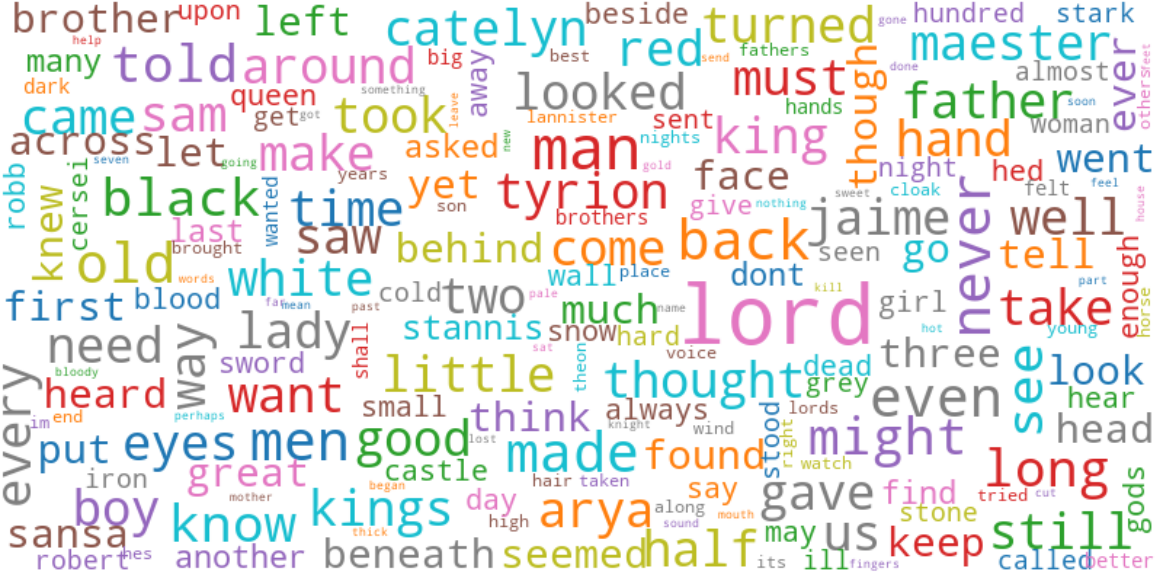 brother upon left catelyn beside turned gone hundred stark
help many told around big away red best fathers send maester almost ever
dark something looked must though done father soon others feet
came sam queen get got took leave lannister sent hands hand woman
across let seven going make asked new man nights king night hed went
robb cersei years yet tyrion gold face sweet cloak felt feel house
knew black wanted time son brothers give nothing jaime never well
last brought saw behind come back seen go tell enough
old words white far mean past cold two pale wall place dont kill part horse
first blood much name lord girl take
need way lady shall stannis snow hard hot young
bloody sword sat theon voice three see look
every heard want little thought dead grey even hear
im end perhaps small think always knight lords head
put eyes men good lost made wind found stood right might
iron great castle hair taken watch long
boy mother began day say gave find tried cut gods
sansa know kings thick high arya along sound mouth may us stone keep still
robert hes another beneath seemed half its ill fingers called better